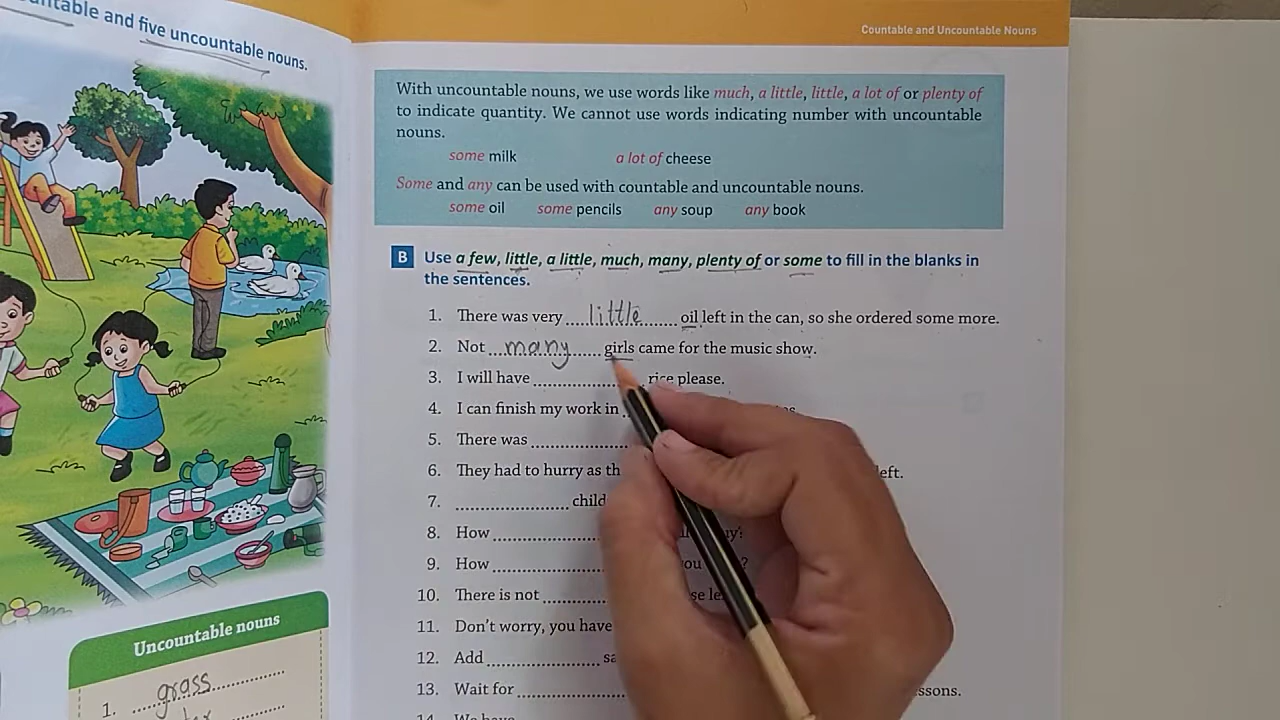 and five uncountable nouns.
Countable and Uncountable Nouns
With uncountable nouns, we use words like much, a little, little, a lot of or plenty of
to indicate quantity. We cannot use words indicating number with uncountable
nouns.
some milk a lot of cheese
Some and any can be used with countable and uncountable nouns.
some oil some pencils any soup any book
B Use a few, little, a little, much, many, plenty of or some to fill in the blanks in
the sentences.
1. There was very little oil left in the can, so she ordered some more.
2. Not many girls came for the music show.
3. I will have rice please.
4. I can finish my work in
5. There was
6. They had to hurry as left.
7.
8. How
9. How ?
10. There is not
11. Don't worry, you have
12. Add
13. Wait for
14. We have
Uncountable nouns
1. grass